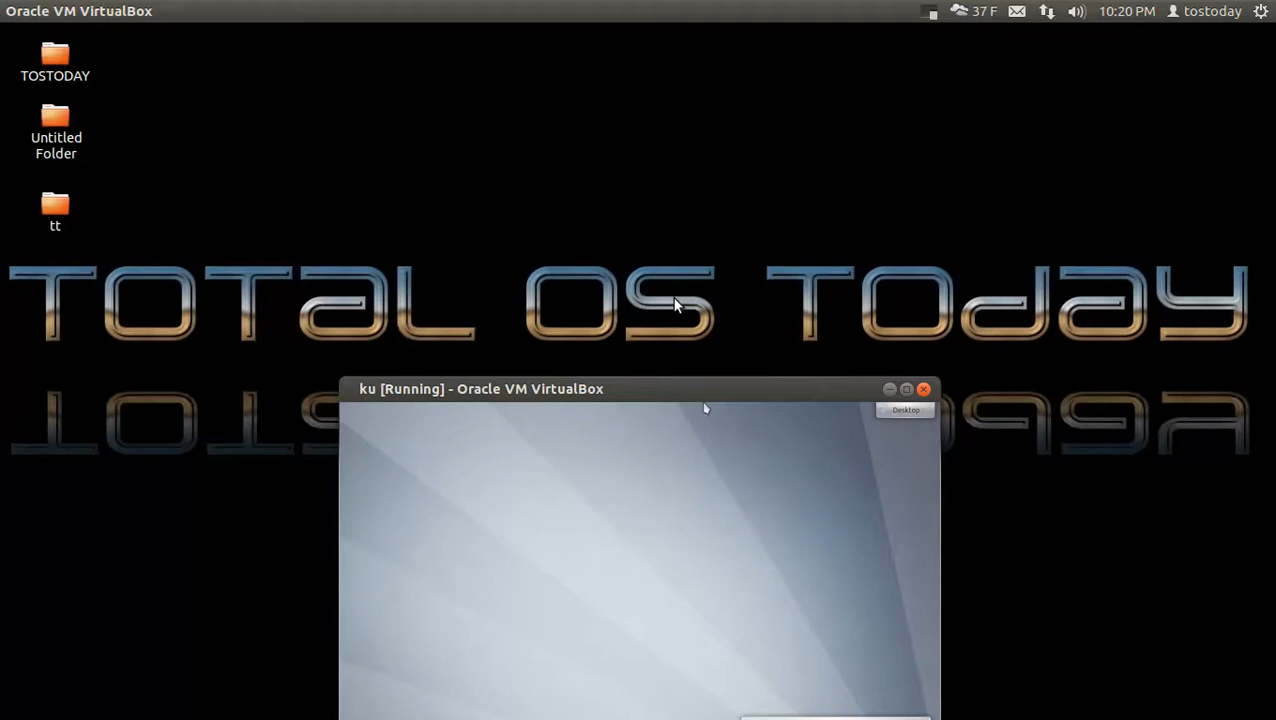 Oracle VM VirtualBox
37 F
10:20 PM
tostoday
TOSTODAY
Untitled
Folder
tt
TOTaL OS TOdaY
ku [Running] - Oracle VM VirtualBox
Desktop